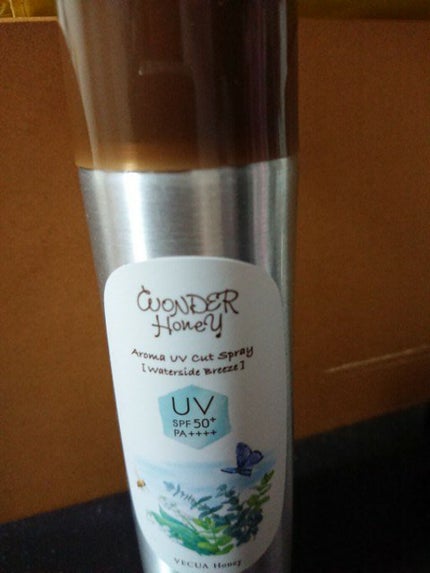 WONDER
Honey
Aroma UV Cut Spray
[Waterside Breeze]
UV
SPF 50+
PA++++
VECUA Honey